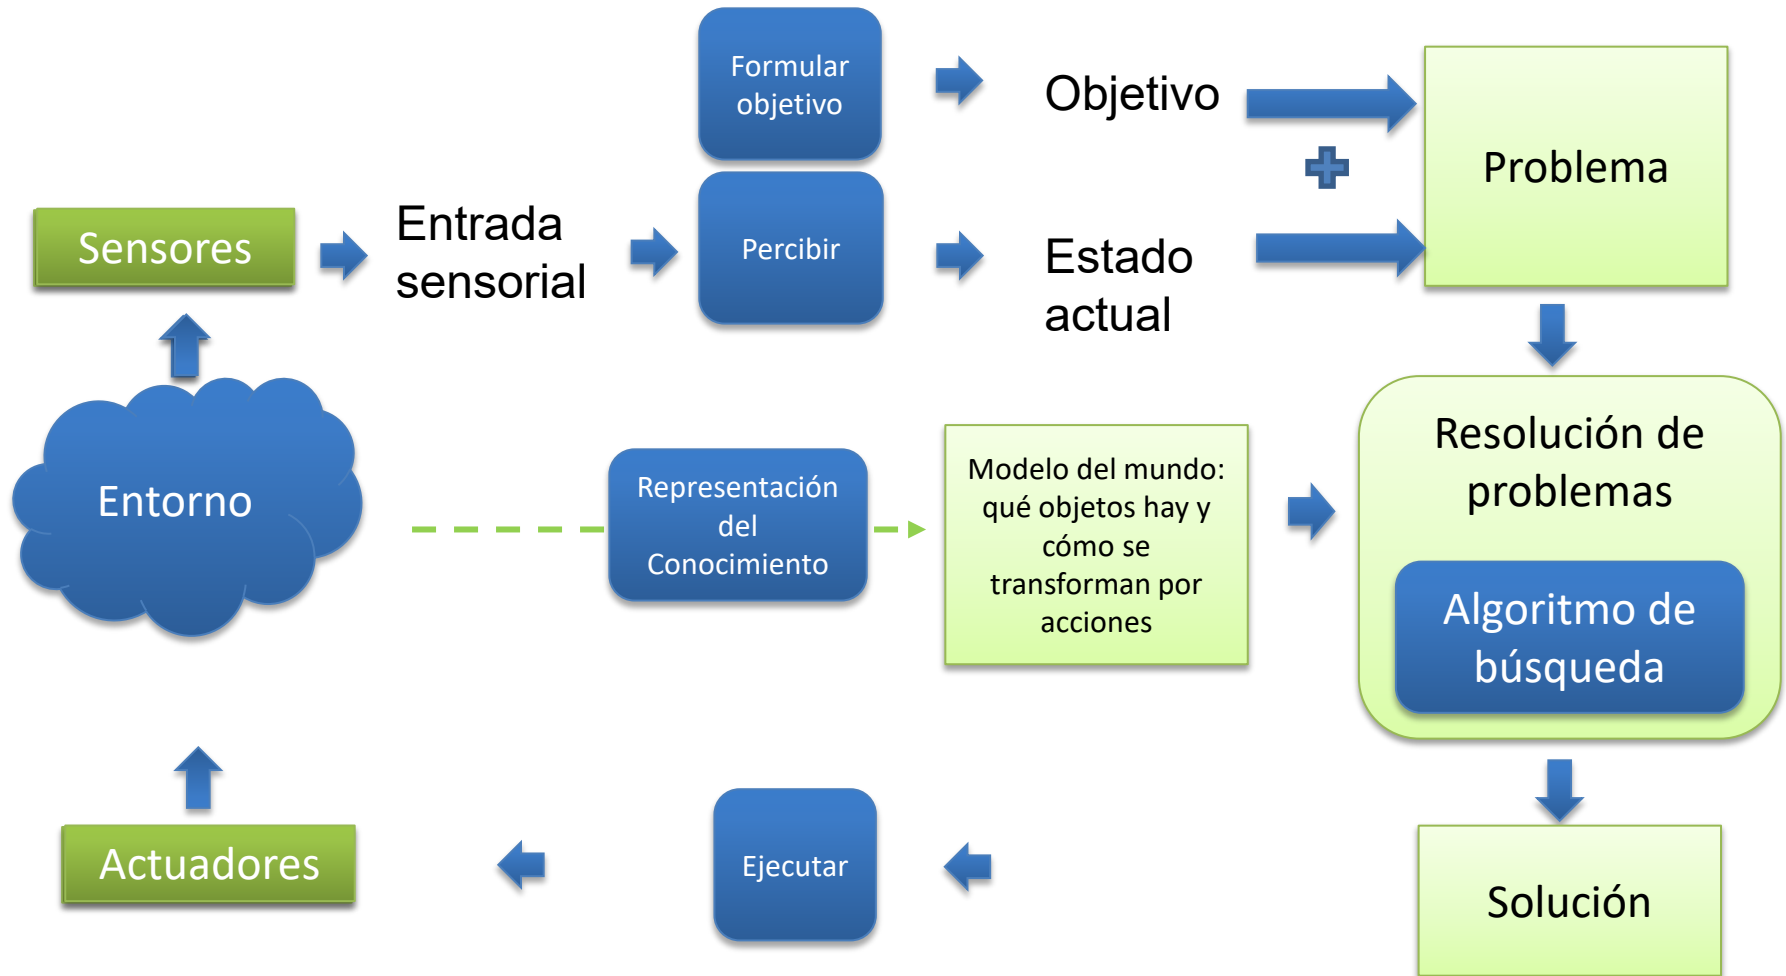 Formular
objetivo
Objetivo
Problema
Sensores
Entrada
sensorial
Percibir
Estado
actual
Entorno
Representación
del
Conocimiento
Modelo del mundo:
qué objetos hay y
cómo se
transforman por
acciones
Resolución de
problemas
Algoritmo de
búsqueda
Actuadores
Ejecutar
Solución